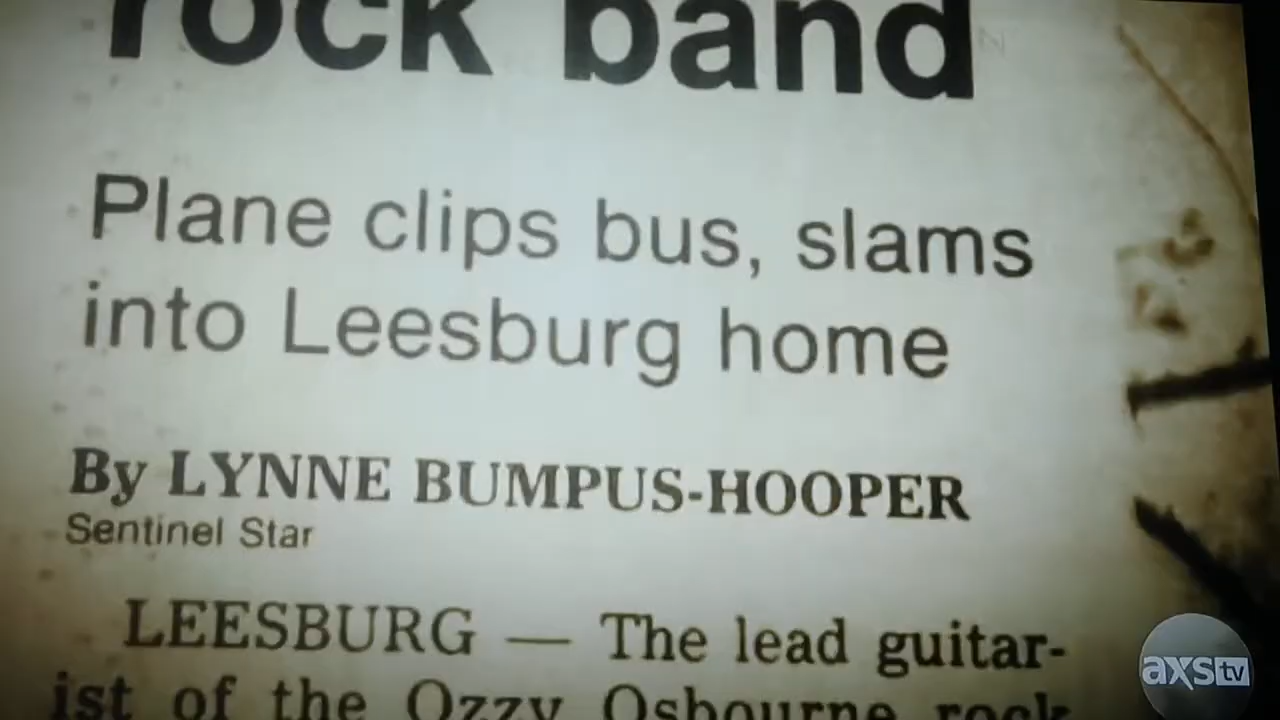 rock band
Plane clips bus, slams
into Leesburg home
By LYNNE BUMPUS-HOOPER
Sentinel Star
LEESBURG — The lead guitar-
ist of the Ozzy Osbourne rock
axs tv